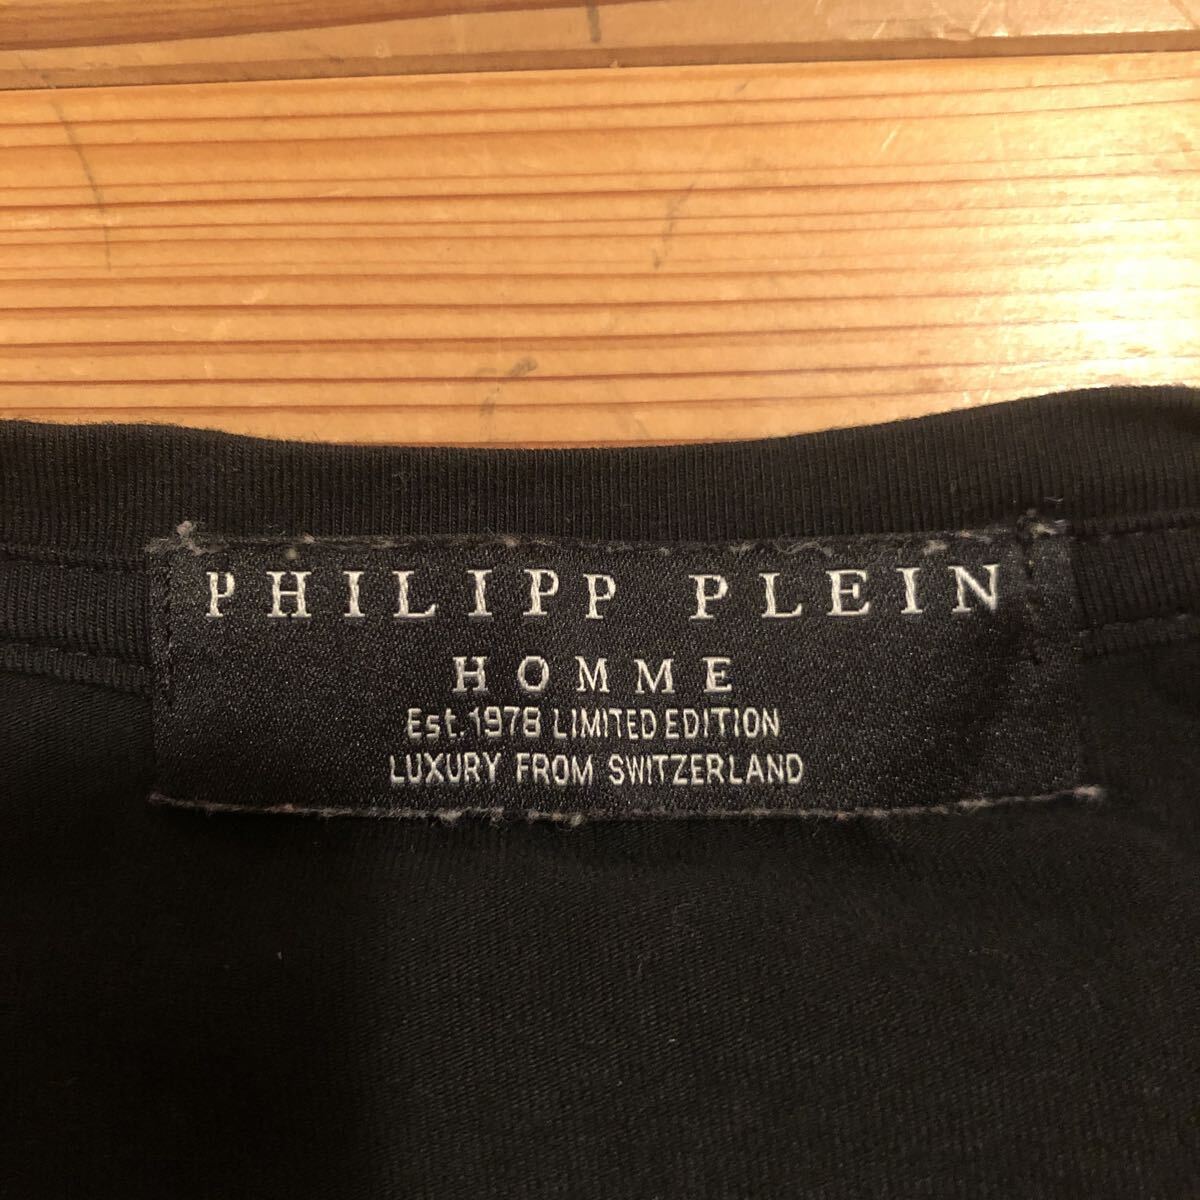 PHILIPP PLEIN
HOMME
Est.1978 LIMITED EDITION
LUXURY FROM SWITZERLAND